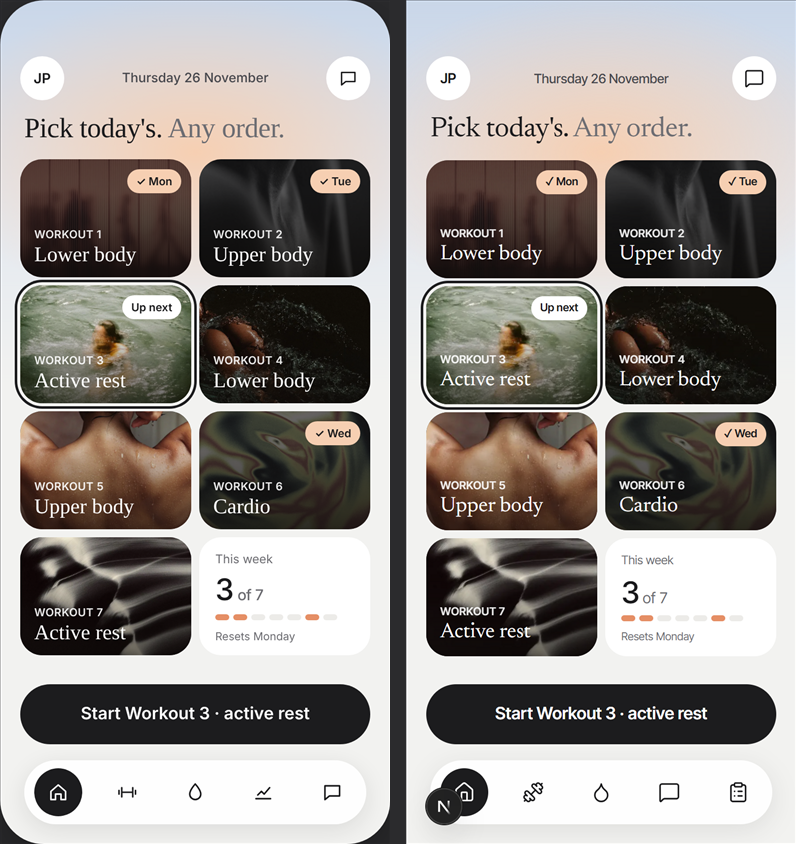 JP
Thursday 26 November
Pick today's. Any order.
✓ Mon
WORKOUT 1
Lower body
✓ Tue
WORKOUT 2
Upper body
Up next
WORKOUT 3
Active rest
WORKOUT 4
Lower body
WORKOUT 5
Upper body
✓ Wed
WORKOUT 6
Cardio
WORKOUT 7
Active rest
This week
3 of 7
Resets Monday
Start Workout 3 · active rest
JP
Thursday 26 November
Pick today's. Any order.
✓ Mon
WORKOUT 1
Lower body
✓ Tue
WORKOUT 2
Upper body
Up next
WORKOUT 3
Active rest
WORKOUT 4
Lower body
WORKOUT 5
Upper body
✓ Wed
WORKOUT 6
Cardio
WORKOUT 7
Active rest
This week
3 of 7
Resets Monday
Start Workout 3 · active rest
N